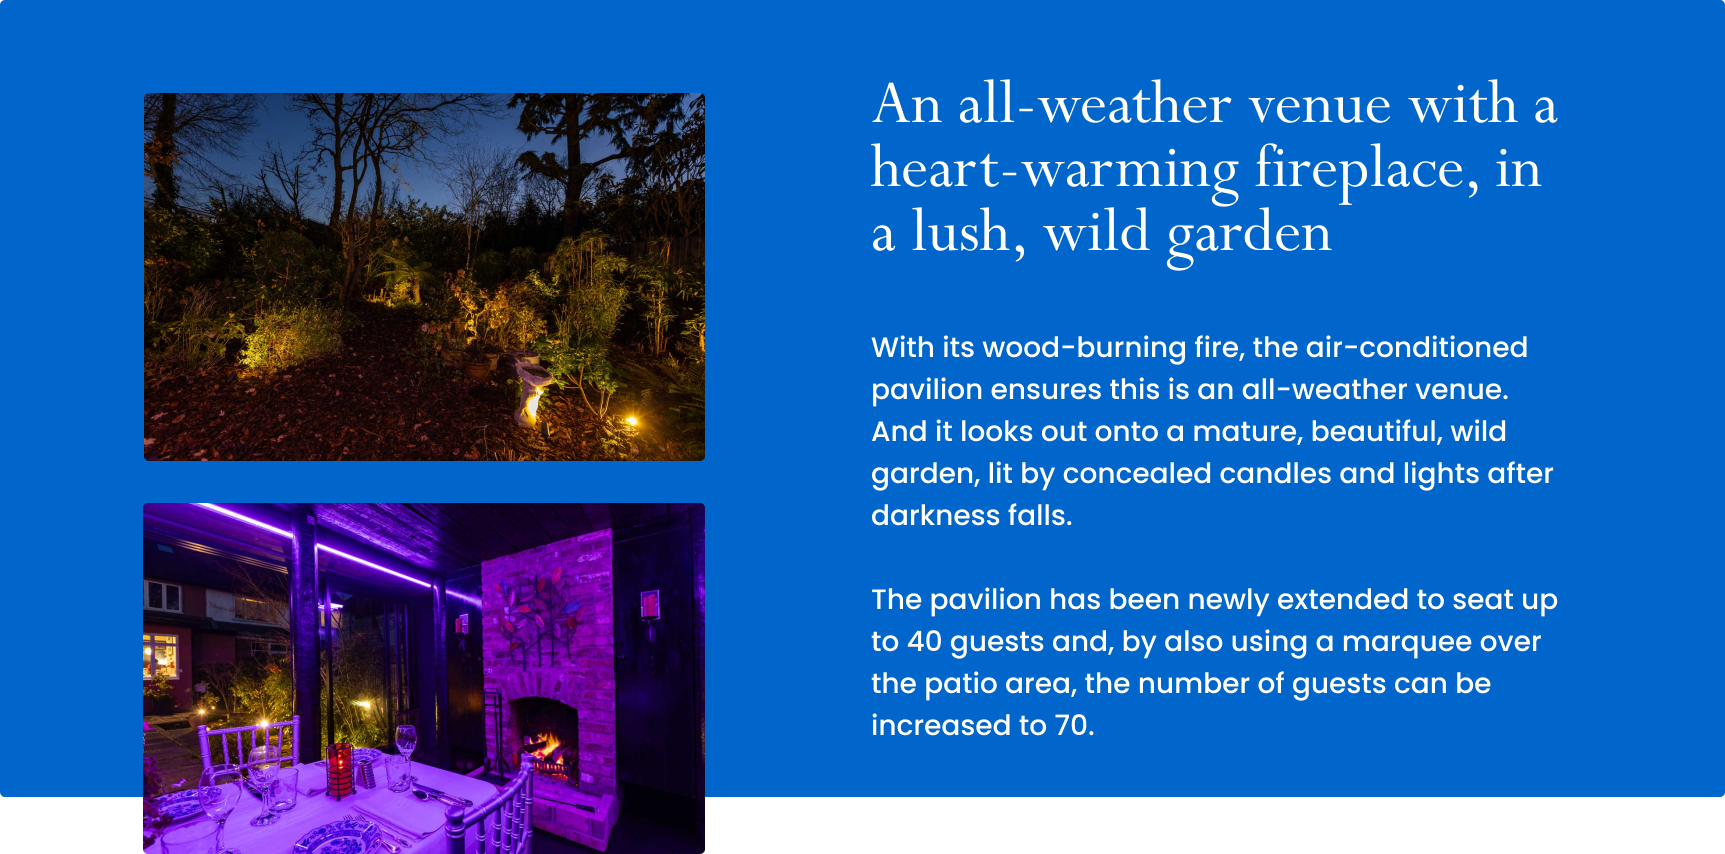 An all-weather venue with a
heart-warming fireplace, in
a lush, wild garden
With its wood-burning fire, the air-conditioned
pavilion ensures this is an all-weather venue.
And it looks out onto a mature, beautiful, wild
garden, lit by concealed candles and lights after
darkness falls.
The pavilion has been newly extended to seat up
to 40 guests and, by also using a marquee over
the patio area, the number of guests can be
increased to 70.